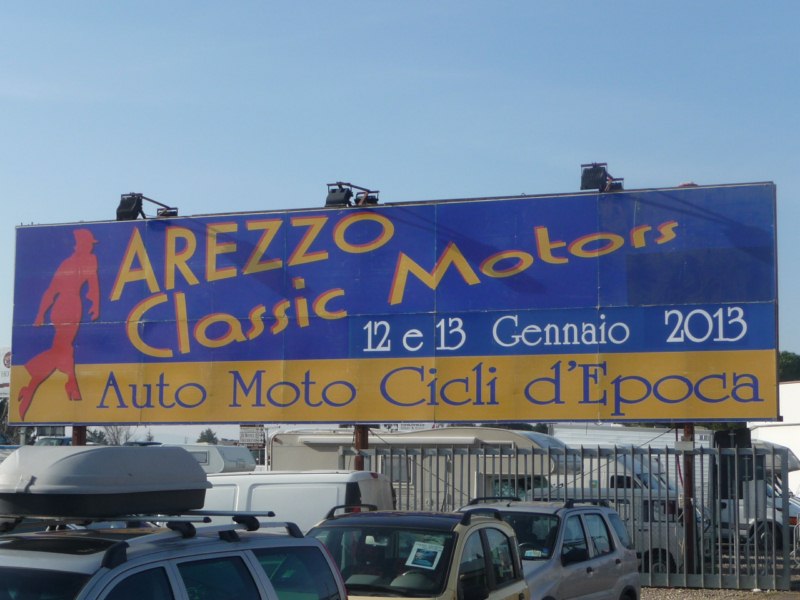 AREZZO
Classic Motors
12 e 13 Gennaio 2013
Auto Moto Cicli d'Epoca